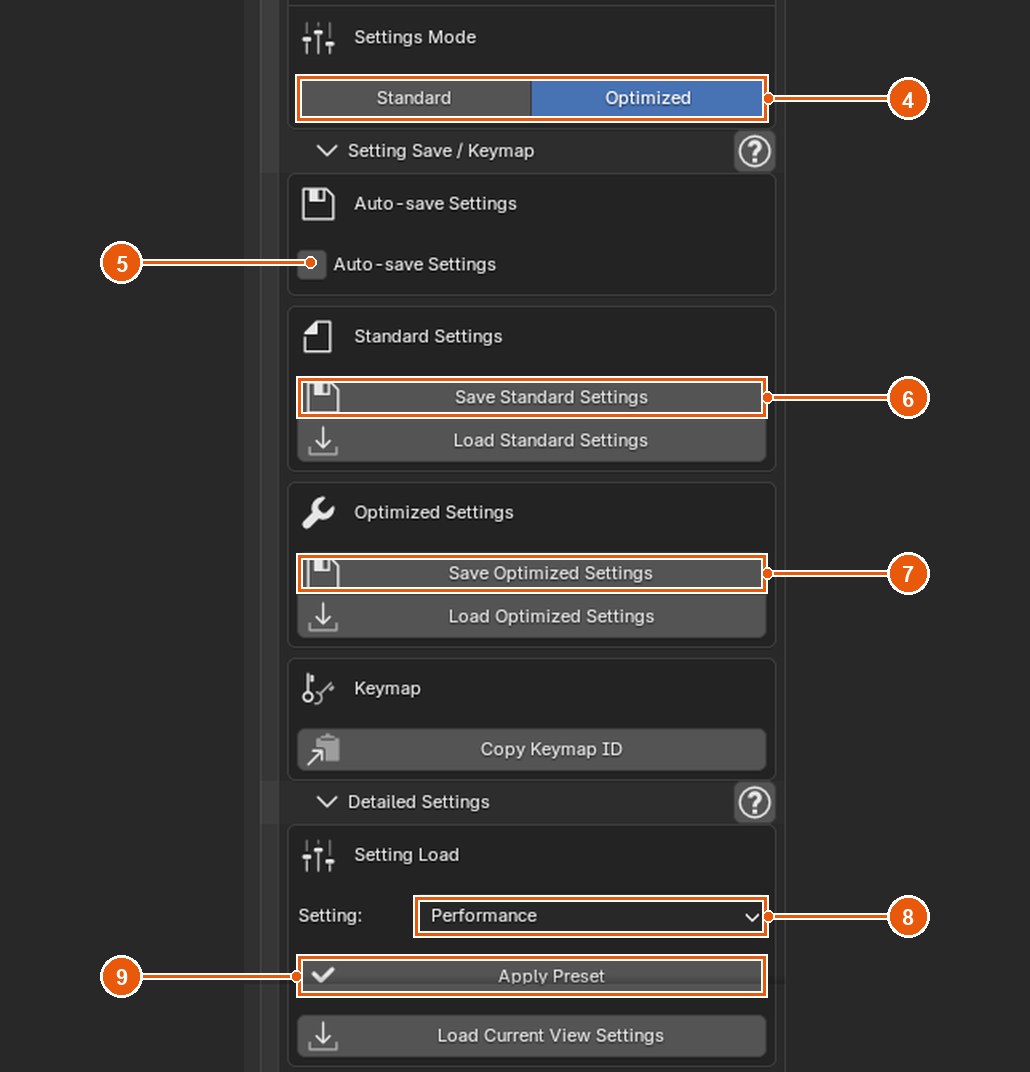 Settings Mode
Standard Optimized 4
Setting Save / Keymap ?
Auto-save Settings
5 Auto-save Settings
Standard Settings
Save Standard Settings 6
Load Standard Settings
Optimized Settings
Save Optimized Settings 7
Load Optimized Settings
Keymap
Copy Keymap ID
Detailed Settings ?
Setting Load
Setting: Performance 8
9 Apply Preset
Load Current View Settings